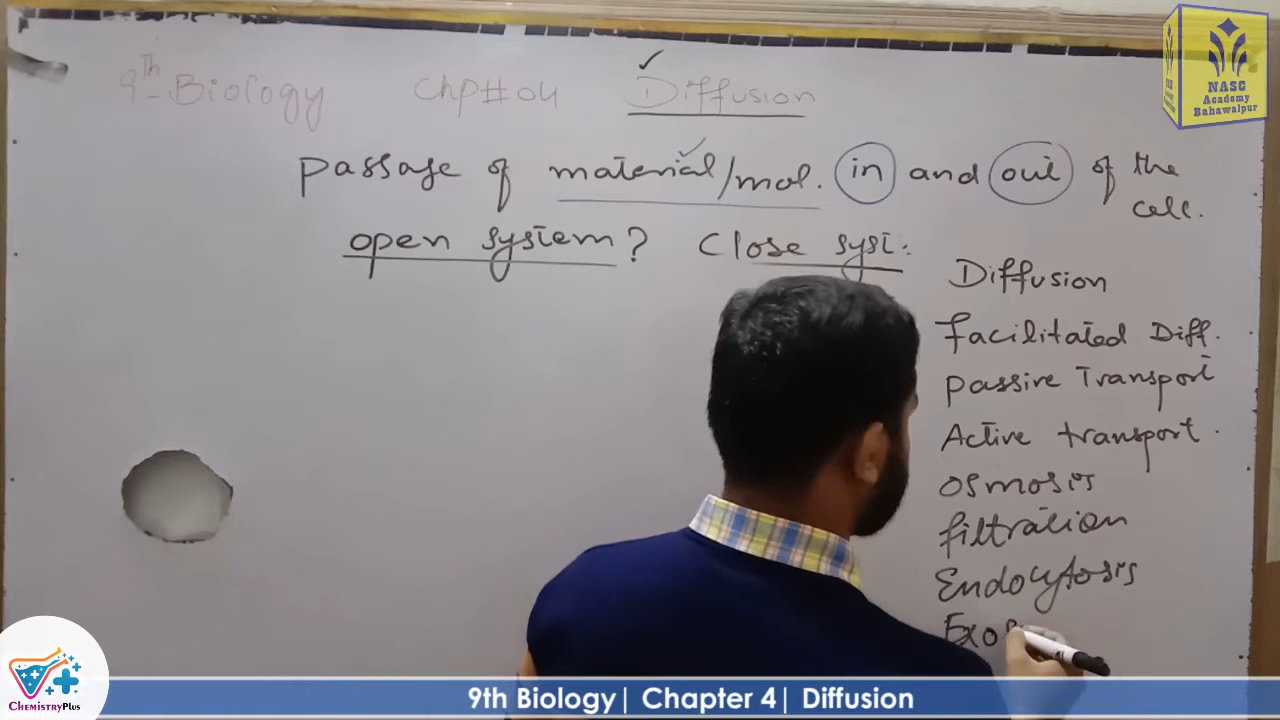 9th Biology Chp#04 Diffusion
Passage of material/mol. in and out of the
cell.
open system? Close syst:
Diffusion
Facilitated Diff.
Passive Transport
Active transport.
Osmosis
filtration
Endocytosis
Exo
NASC
Academy
Bahawalpur
ChemistryPlus
9th Biology| Chapter 4| Diffusion